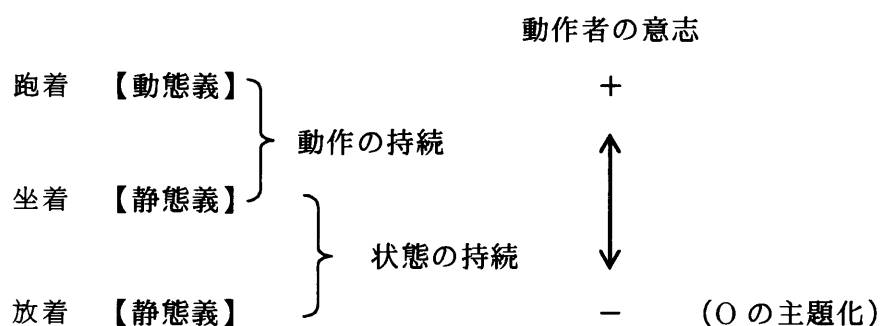 動作者の意志
跑着 【動態義】 +
動作の持続
坐着 【静態義】
状態の持続
放着 【静態義】 − (O の主題化)